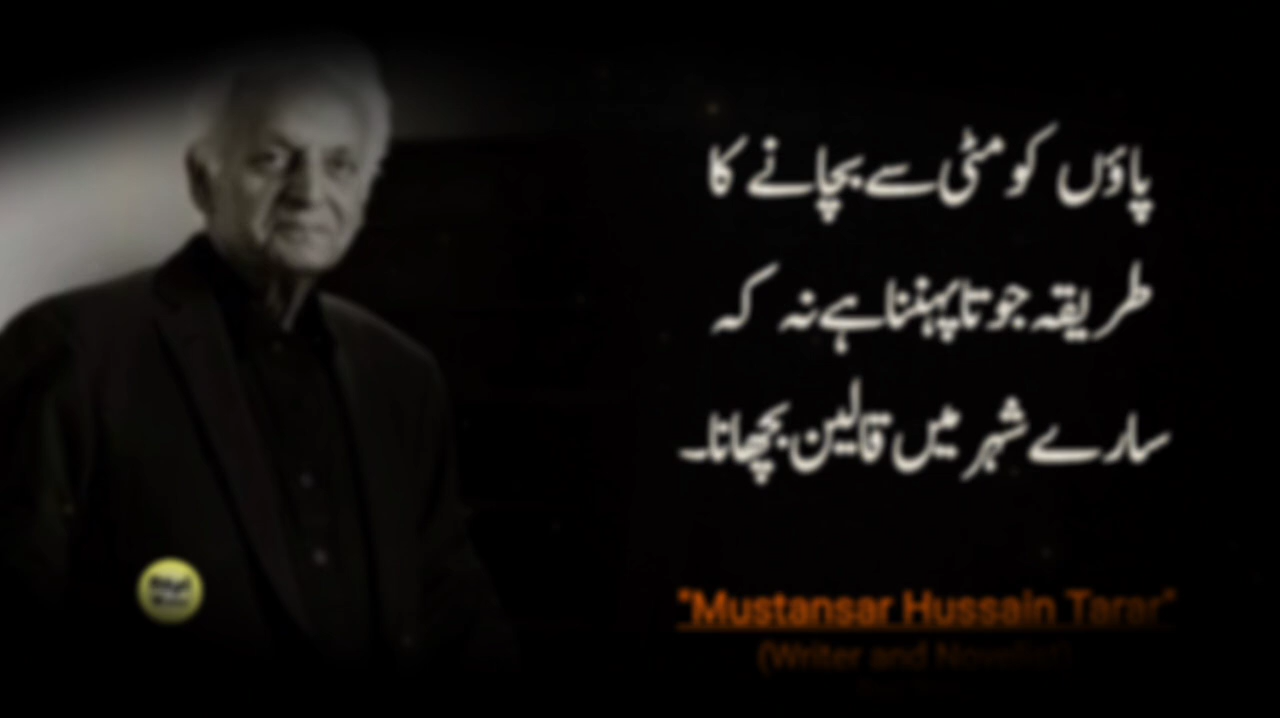 پاؤں کو مٹی سے بچانے کا
طریقہ جوتا پہننا ہے نہ کہ
سارے شہر میں قالین بچھانا۔
"Mustansar Hussain Tarar"
(Writer and Novelist)